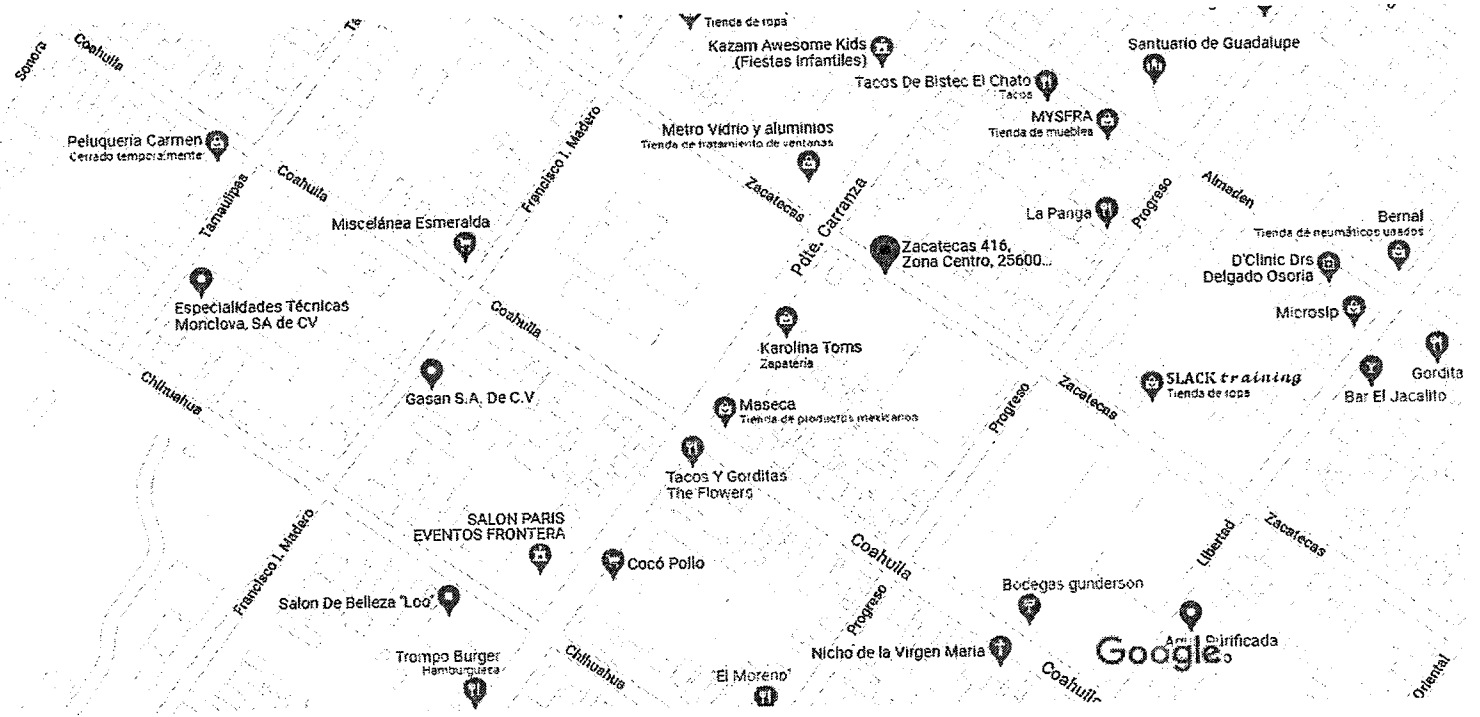 Tienda de ropa
Kazam Awesome Kids
(Fiestas Infantiles)
Santuario de Guadalupe
Sonora
Coahuila
Tacos De Bistec El Chato
Tacos
MYSFRA
Tienda de muebles
Peluquería Carmen
Cerrado temporalmente
Francisco I. Madero
Metro Vidrio y aluminios
Tienda de tratamiento de ventanas
Tamaulipas
Coahuila
Zacatecas
Pdte. Carranza
Progreso
Almaden
La Panga
Miscelánea Esmeralda
Bernal
Tienda de neumáticos usados
Zacatecas 416,
Zona Centro, 25600...
D'Clinic Drs
Delgado Osoria
Especialidades Técnicas
Monclova, SA de CV
Coahuila
Microsip
Karolina Toms
Zapatería
Chihuahua
Gasan S.A. De C.V
Maseca
Tienda de productos mexicanos
Progreso
Zacatecas
SLACK training
Tienda de ropa
Bar El Jacalito
Gordita
Tacos Y Gorditas
The Flowers
SALON PARIS
EVENTOS FRONTERA
Francisco I. Madero
Cocó Pollo
Coahuila
Libertad
Zacatecas
Salon De Belleza "Loo"
Progreso
Bodegas gunderson
Trompo Burger
Hamburguesa
Chihuahua
Nicho de la Virgen Maria
Google
Purificada
"El Moreno"
Coahuila
Oriental